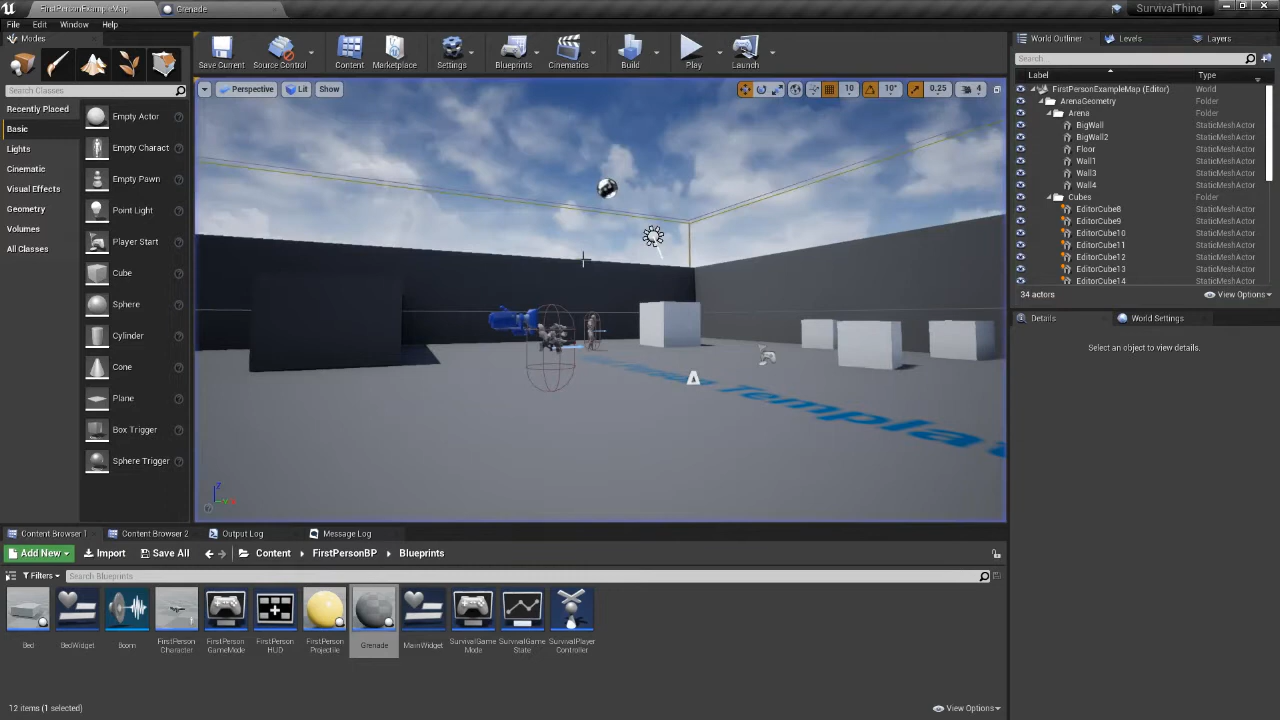 FirstPersonExampleMap
Grenade
SurvivalThing
File Edit Window Help
Modes
Search Classes
Recently Placed
Basic
Lights
Cinematic
Visual Effects
Geometry
Volumes
All Classes
Empty Actor
Empty Charact
Empty Pawn
Point Light
Player Start
Cube
Sphere
Cylinder
Cone
Plane
Box Trigger
Sphere Trigger
Save Current
Source Control
Content
Marketplace
Settings
Blueprints
Cinematics
Build
Play
Launch
Perspective
Lit
Show
10
10°
0.25
4
World Outliner
Levels
Layers
Search
Label Type
FirstPersonExampleMap (Editor) World
ArenaGeometry Folder
Arena Folder
BigWall StaticMeshActor
BigWall2 StaticMeshActor
Floor StaticMeshActor
Wall1 StaticMeshActor
Wall3 StaticMeshActor
Wall4 StaticMeshActor
Cubes Folder
EditorCube8 StaticMeshActor
EditorCube9 StaticMeshActor
EditorCube10 StaticMeshActor
EditorCube11 StaticMeshActor
EditorCube12 StaticMeshActor
EditorCube13 StaticMeshActor
EditorCube14 StaticMeshActor
34 actors
View Options
Details
World Settings
Select an object to view details.
Content Browser 1
Content Browser 2
Output Log
Message Log
Add New
Import
Save All
Content
FirstPersonBP
Blueprints
Filters
Search Blueprints
Bed
BedWidget
Boom
FirstPerson
Character
FirstPerson
GameMode
FirstPerson
HUD
FirstPerson
Projectile
Grenade
MainWidget
SurvivalGame
Mode
SurvivalGame
State
SurvivalPlayer
Controller
12 items (1 selected)
View Options